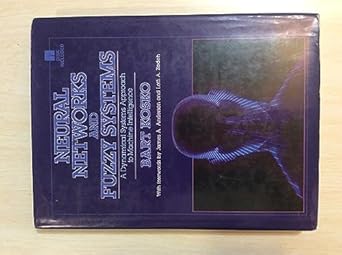 NEURAL
NETWORKS
AND
FUZZY SYSTEMS
A Dynamical Systems Approach
to Machine Intelligence
BART KOSKO
With forewords by James A. Anderson and Lotfi A. Zadeh